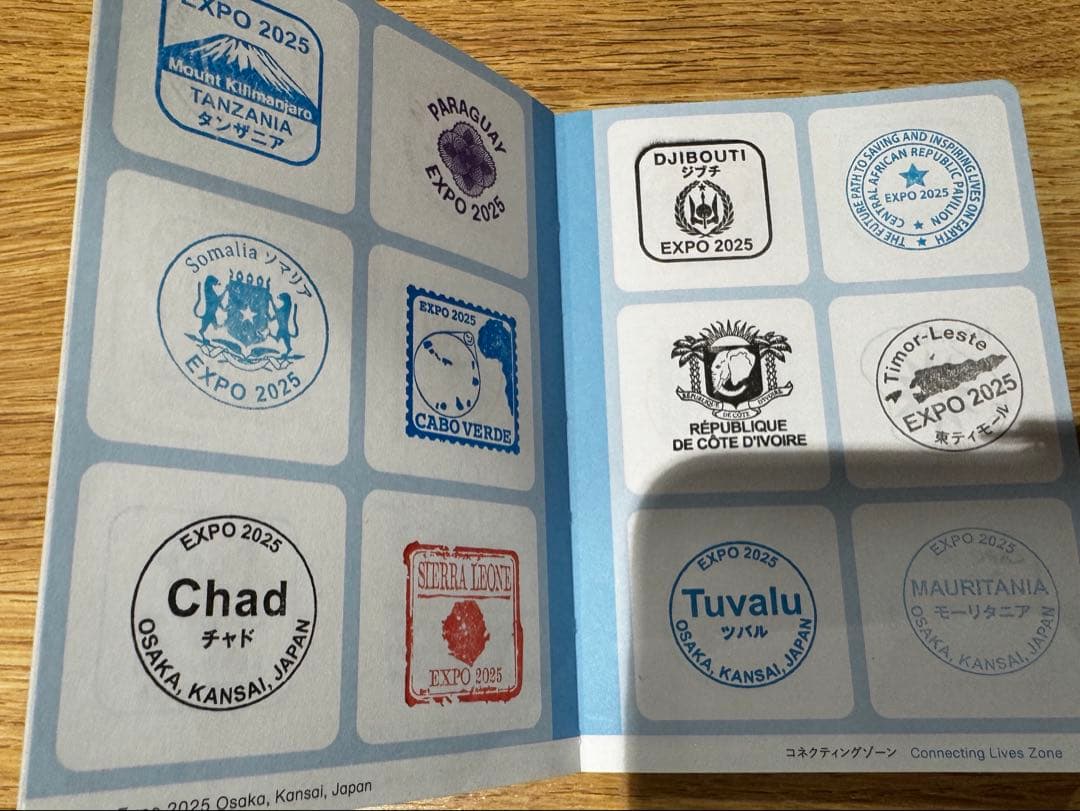 EXPO 2025
Mount Kilimanjaro
TANZANIA
タンザニア
PARAGUAY
EXPO 2025
Somalia ソマリア
EXPO 2025
EXPO 2025
CABO VERDE
EXPO 2025
Chad
チャド
OSAKA, KANSAI, JAPAN
SIERRA LEONE
EXPO 2025
2025 Osaka, Kansai, Japan
DJIBOUTI
ジブチ
EXPO 2025
THE FUTURE PATH TO SAVING AND INSPIRING LIVES ON EARTH
CENTRAL AFRICAN REPUBLIC PAVILION
EXPO 2025
REPUBLIQUE DE CÔTE D'IVOIRE
RÉPUBLIQUE
DE CÔTE D'IVOIRE
Timor-Leste
EXPO 2025
東ティモール
EXPO 2025
Tuvalu
ツバル
OSAKA, KANSAI, JAPAN
EXPO 2025
MAURITANIA
モーリタニア
OSAKA, KANSAI, JAPAN
コネクティングゾーン Connecting Lives Zone